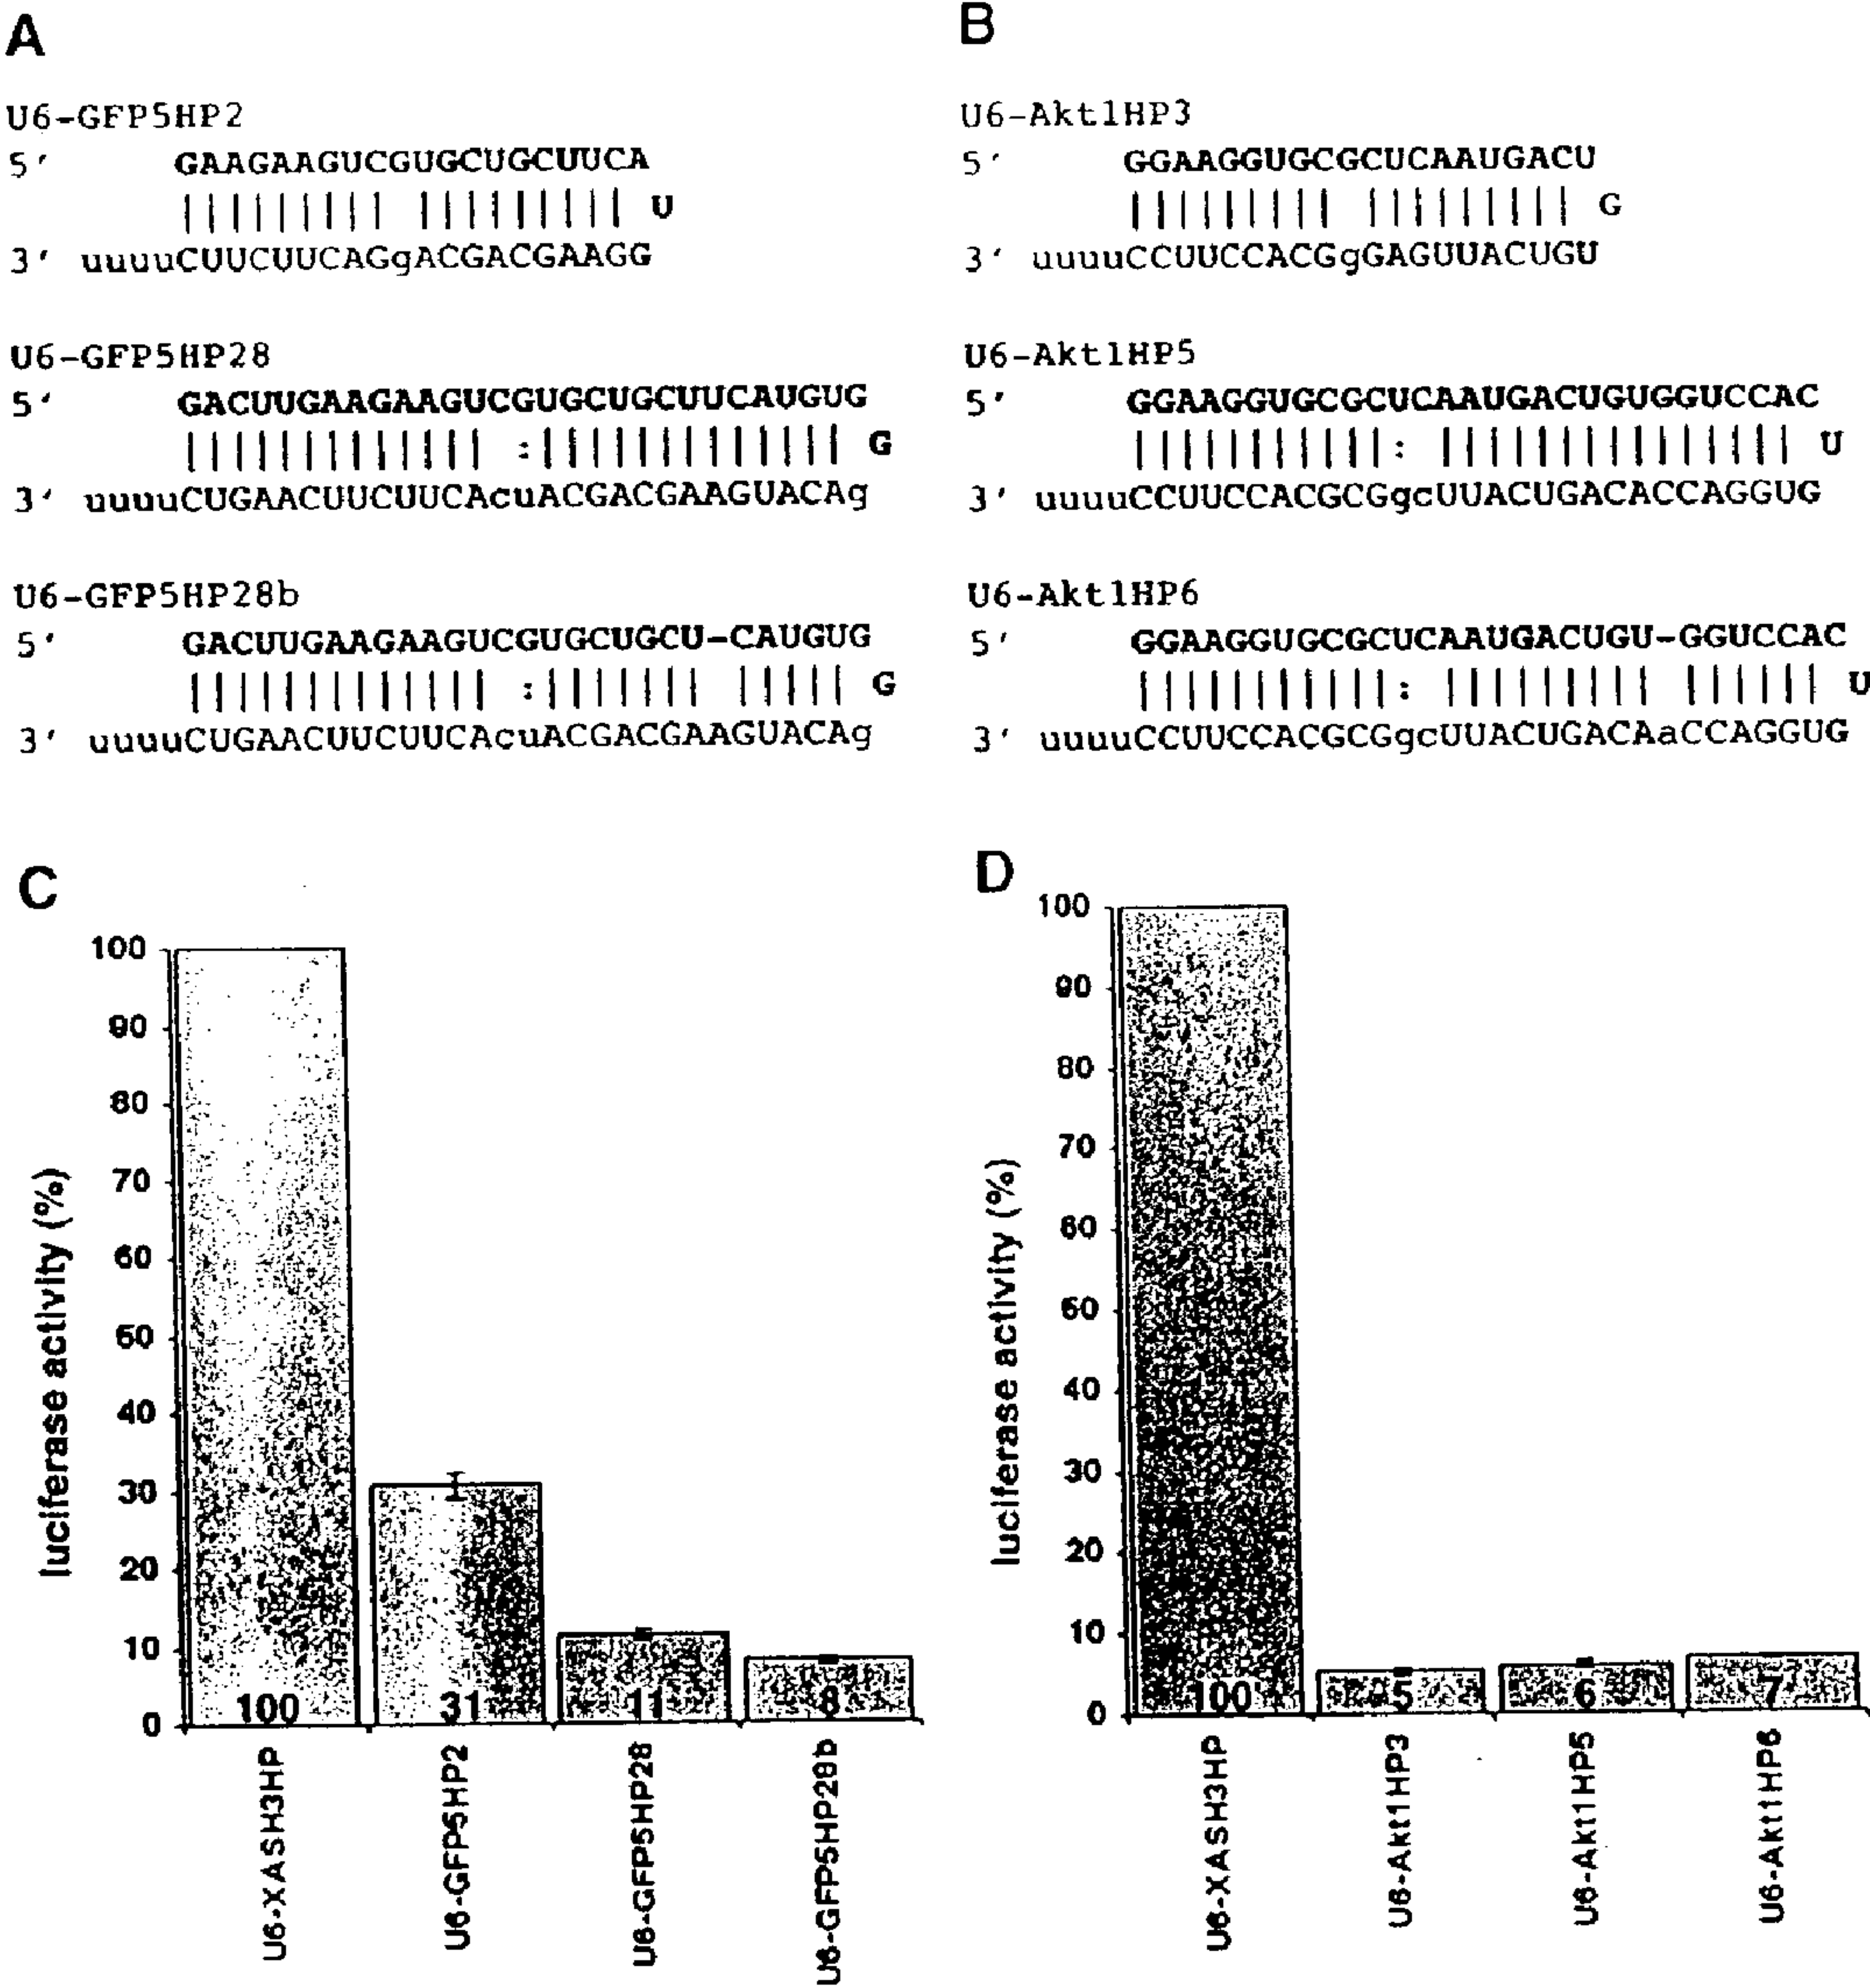 A
U6-GFP5HP2
5′ GAAGAAGUCGUGCUGCUUCA
||||||||| ||||||||| U
3′ uuuuCUUCUUCAGgACGACGAAGG
U6-GFP5HP28
5′ GACUUGAAGAAGUCGUGCUGCUUCAUGUG
||||||||||||| :||||||||||||| G
3′ uuuuCUGAACUUCUUCAcuACGACGAAGUACAg
U6-GFP5HP28b
5′ GACUUGAAGAAGUCGUGCUGCU-CAUGUG
||||||||||||| :||||||| ||||| G
3′ uuuuCUGAACUUCUUCAcuACGACGAAGUACAg
B
U6-Akt1HP3
5′ GGAAGGUGCGCUCAAUGACU
||||||||| ||||||||| G
3′ uuuuCCUUCCACGgGAGUUACUGU
U6-Akt1HP5
5′ GGAAGGUGCGCUCAAUGACUGUGGUCCAC
|||||||||||: ||||||||||||||| U
3′ uuuuCCUUCCACGCGgcUUACUGACACCAGGUG
U6-Akt1HP6
5′ GGAAGGUGCGCUCAAUGACUGU-GGUCCAC
|||||||||||: ||||||||| |||||| U
3′ uuuuCCUUCCACGCGgcUUACUGACAaCCAGGUG
C
luciferase activity (%)
100
90
80
70
60
50
40
30
20
10
0
100
31
11
8
U6-XASH3HP
U6-GFP5HP2
U6-GFP5HP28
U6-GFP5HP28b
D
luciferase activity (%)
100
90
80
70
60
50
40
30
20
10
0
100
5
6
7
U6-XASH3HP
U6-Akt1HP3
U6-Akt1HP5
U6-Akt1HP6